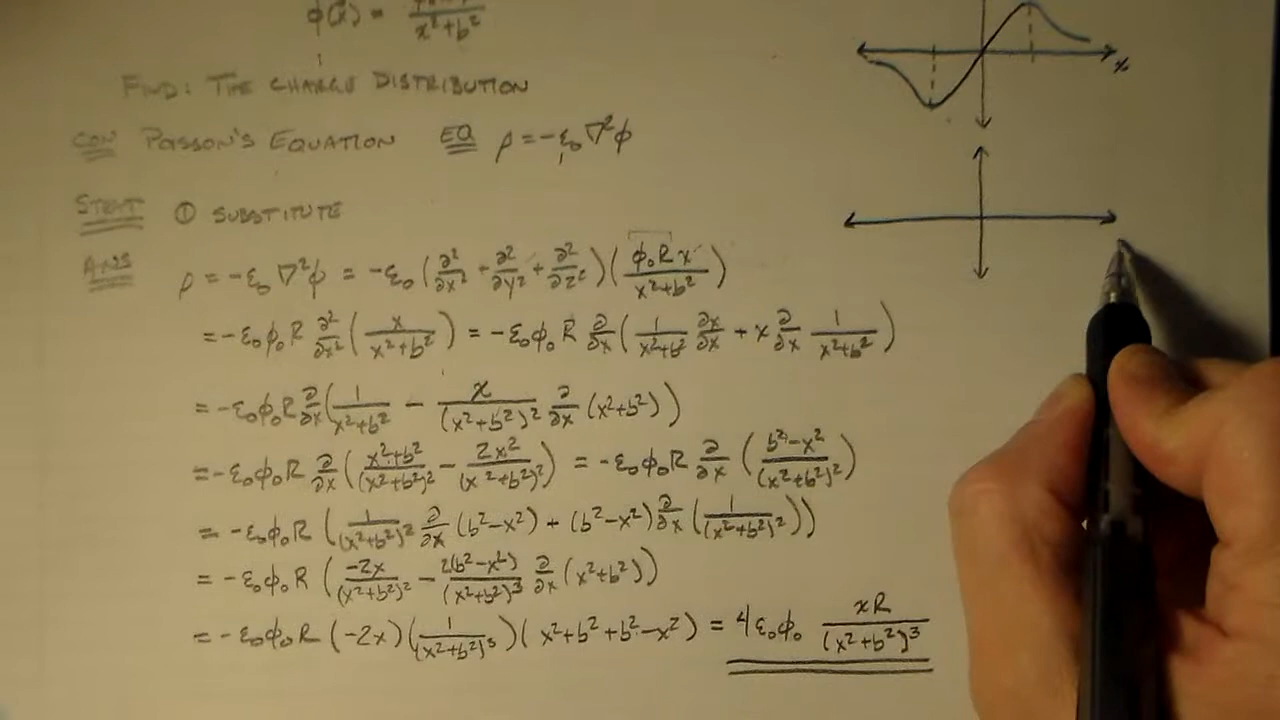 φ(x) = / x²+b²
FIND: THE CHARGE DISTRIBUTION
x
CON POISSON'S EQUATION EQ ρ = -ε₀∇²φ
STRAT ① SUBSTITUTE
ANS ρ = -ε₀∇²φ = -ε₀(∂²/∂x² + ∂²/∂y² + ∂²/∂z²)(φ₀Rx/(x²+b²))
= -ε₀φ₀R ∂²/∂x² (x/(x²+b²)) = -ε₀φ₀R ∂/∂x (1/(x²+b²) ∂x/∂x + x ∂/∂x 1/(x²+b²))
= -ε₀φ₀R ∂/∂x (1/(x²+b²) - x/(x²+b²)² ∂/∂x (x²+b²))
= -ε₀φ₀R ∂/∂x ((x²+b²)/(x²+b²)² - 2x²/(x²+b²)²) = -ε₀φ₀R ∂/∂x ((b²-x²)/(x²+b²)²)
= -ε₀φ₀R (1/(x²+b²)² ∂/∂x (b²-x²) + (b²-x²) ∂/∂x (1/(x²+b²)²))
= -ε₀φ₀R (-2x/(x²+b²)² - 2(b²-x²)/(x²+b²)³ ∂/∂x (x²+b²))
= -ε₀φ₀R (-2x)(1/(x²+b²)³)(x²+b²+b²-x²) = 4ε₀φ₀ xR/(x²+b²)³